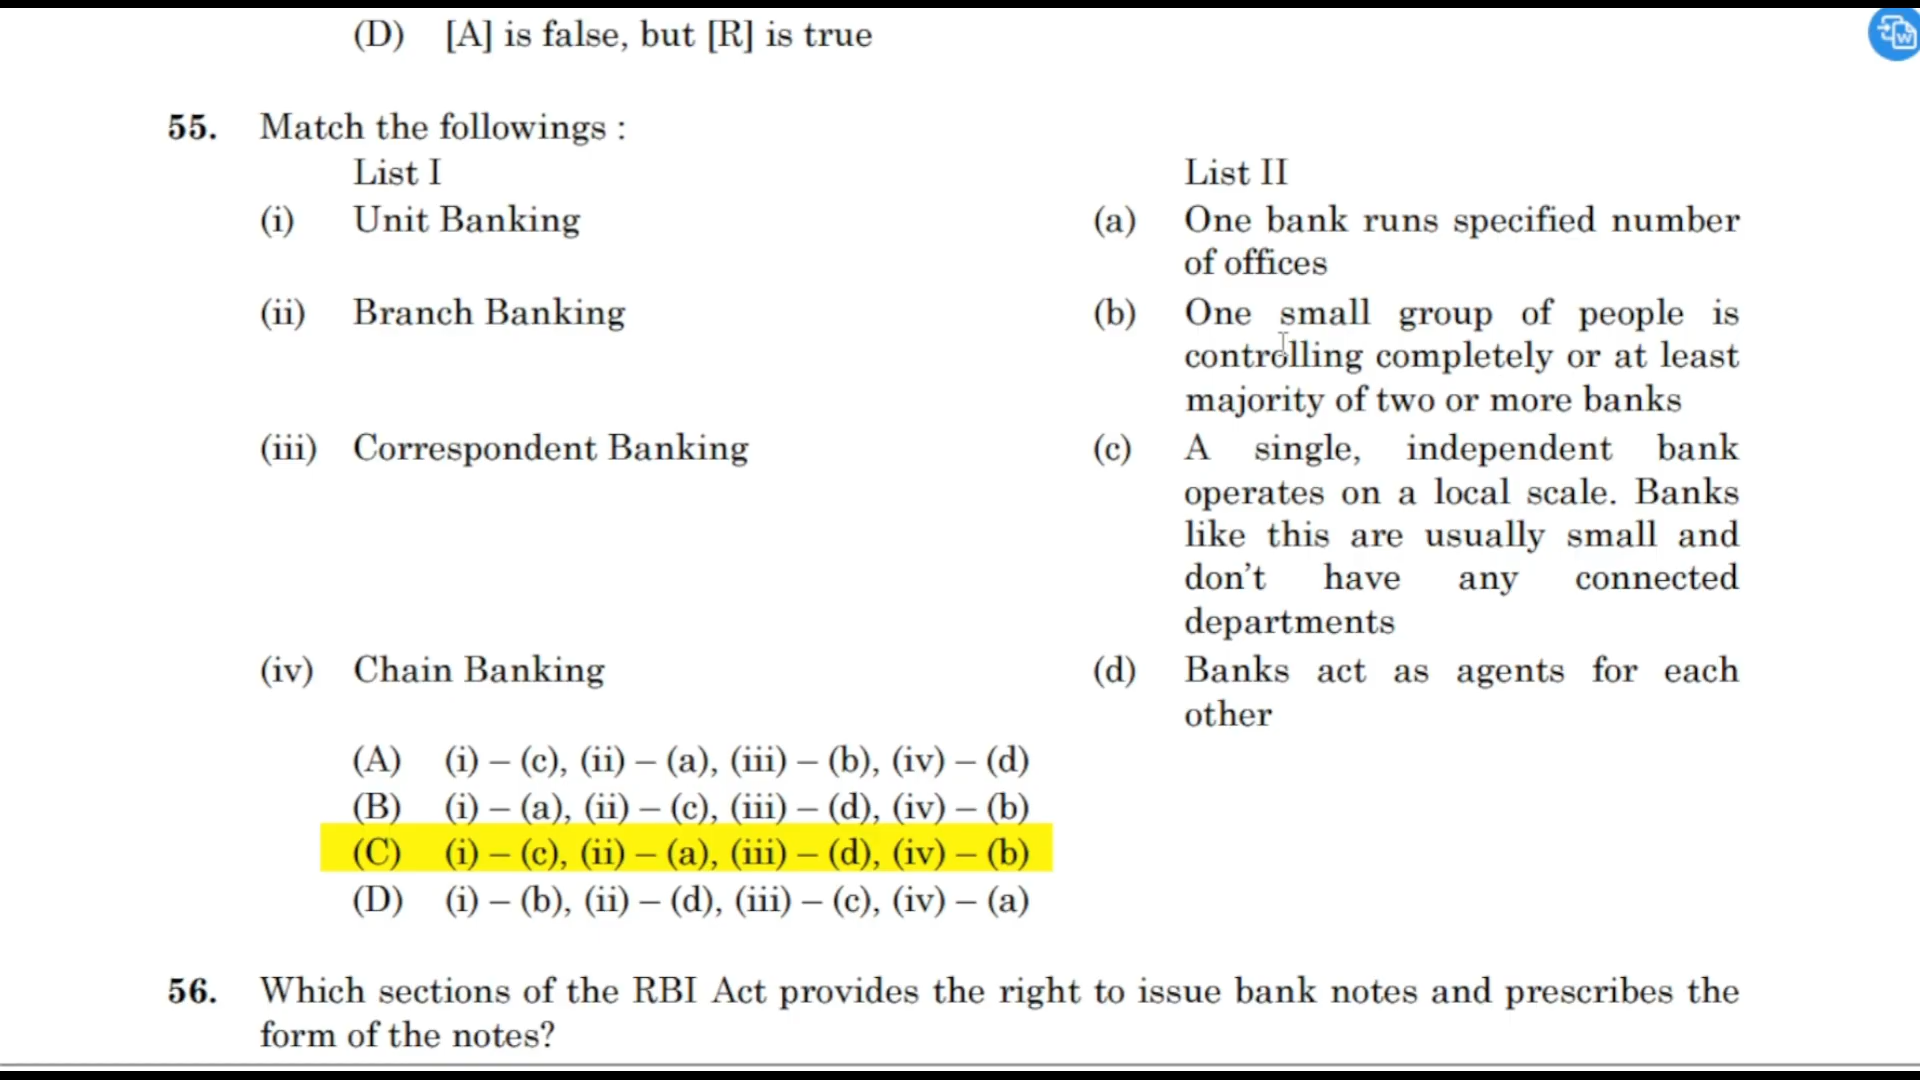 (D) [A] is false, but [R] is true
55. Match the followings :
List I List II
(i) Unit Banking (a) One bank runs specified number
of offices
(ii) Branch Banking (b) One small group of people is
controlling completely or at least
majority of two or more banks
(iii) Correspondent Banking (c) A single, independent bank
operates on a local scale. Banks
like this are usually small and
don't have any connected
departments
(iv) Chain Banking (d) Banks act as agents for each
other
(A) (i) – (c), (ii) – (a), (iii) – (b), (iv) – (d)
(B) (i) – (a), (ii) – (c), (iii) – (d), (iv) – (b)
(C) (i) – (c), (ii) – (a), (iii) – (d), (iv) – (b)
(D) (i) – (b), (ii) – (d), (iii) – (c), (iv) – (a)
56. Which sections of the RBI Act provides the right to issue bank notes and prescribes the
form of the notes?